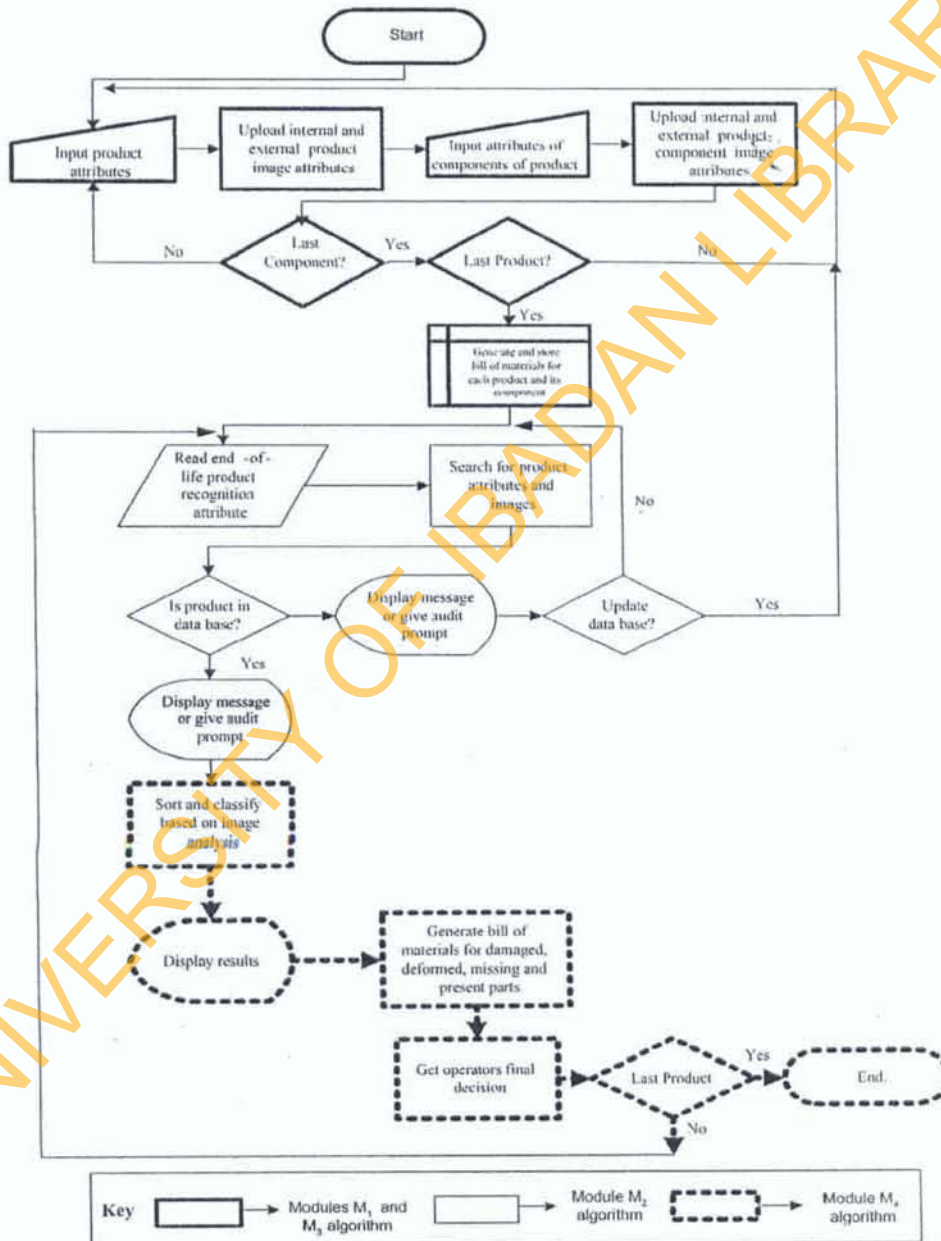 Start
Input product
attributes
Upload internal and
external product
image attributes
Input attributes of
components of product
Upload internal and
external product-
component image
attributes
No
Last
Component?
Yes
Last Product?
No
Yes
Generate and store
bill of materials for
each product and its
component
Read end -of-
life product
recognition
attribute
Search for product
attributes and
images
No
Is product in
data base?
Display message
or give audit
prompt
Update
data base?
Yes
Yes
Display message
or give audit
prompt
Sort and classify
based on image
analysis
Display results
Generate bill of
materials for damaged,
deformed, missing and
present parts
Get operators final
decision
Last Product
Yes
End.
No
Key
Modules M1 and
M3 algorithm
Module M2
algorithm
Module M4
algorithm
UNIVERSITY OF IBADAN LIBRAR